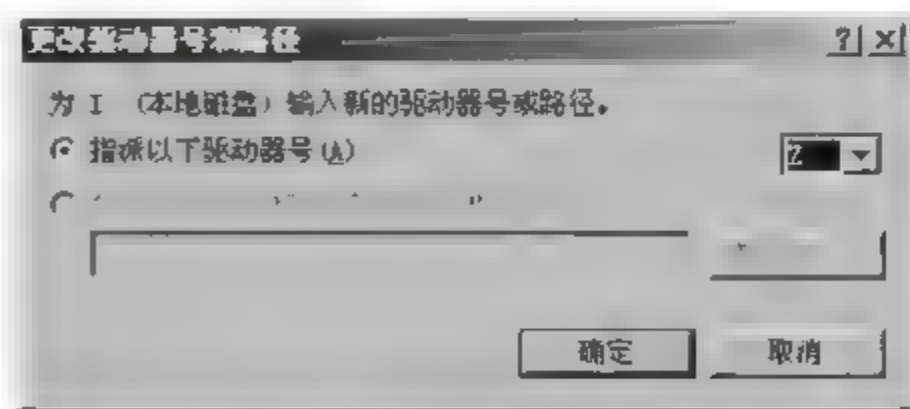 更改驱动器号和路径
为 I (本地磁盘) 输入新的驱动器号或路径。
指派以下驱动器号(A)
Z
确定
取消